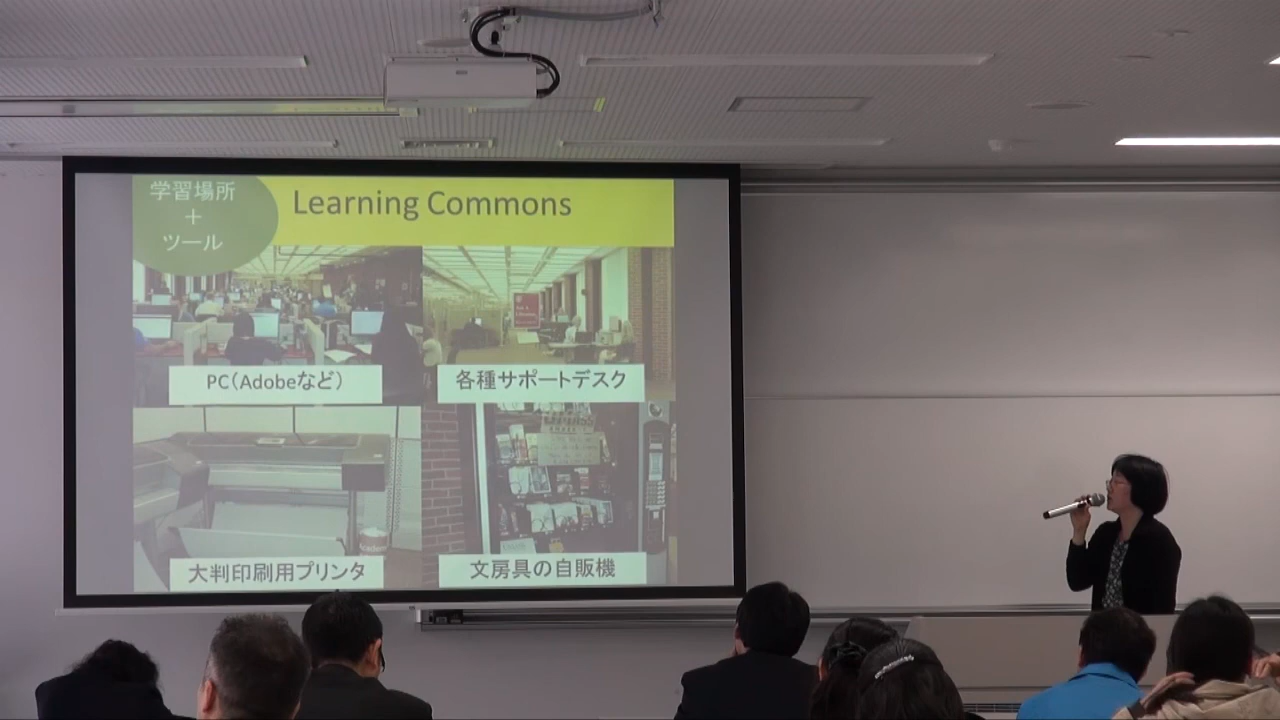 学習場所
＋
ツール
Learning Commons
PC（Adobeなど）
各種サポートデスク
大判印刷用プリンタ
文房具の自販機